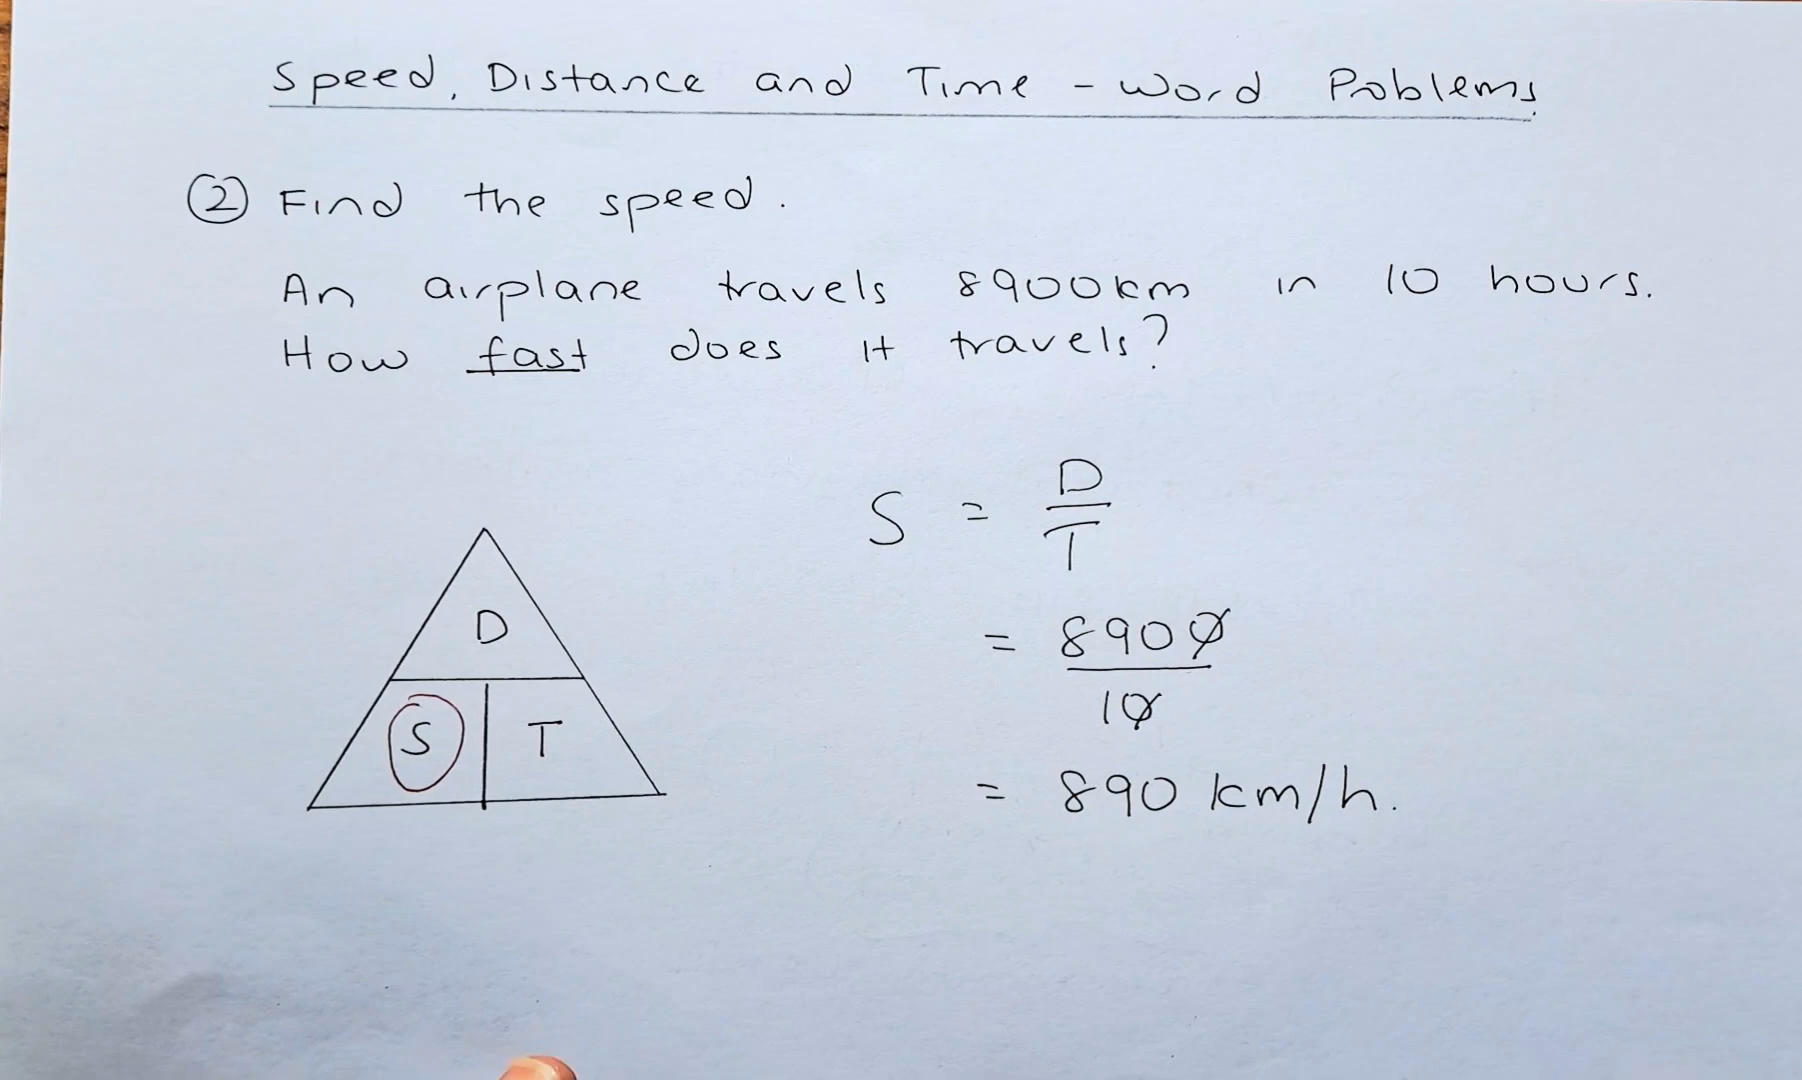 Speed, Distance and Time - Word Problems
② Find the speed.
An airplane travels 8900km in 10 hours.
How fast does it travels?
S = D/T
= 8900/10
= 890 km/h.
D
S T